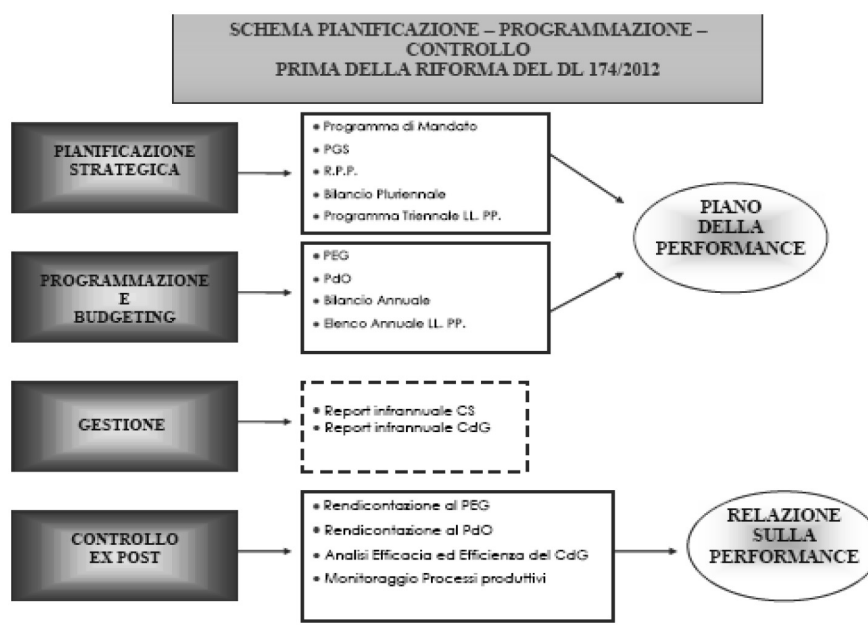 SCHEMA PIANIFICAZIONE – PROGRAMMAZIONE –
CONTROLLO
PRIMA DELLA RIFORMA DEL DL 174/2012
PIANIFICAZIONE
STRATEGICA
• Programma di Mandato
• PGS
• R.P.P.
• Bilancio Pluriennale
• Programma Triennale LL. PP.
PIANO
DELLA
PERFORMANCE
PROGRAMMAZIONE
E
BUDGETING
• PEG
• PdO
• Bilancio Annuale
• Elenco Annuale LL. PP.
GESTIONE
• Report infrannuale CS
• Report infrannuale CdG
CONTROLLO
EX POST
• Rendicontazione al PEG
• Rendicontazione al PdO
• Analisi Efficacia ed Efficienza del CdG
• Monitoraggio Processi produttivi
RELAZIONE
SULLA
PERFORMANCE